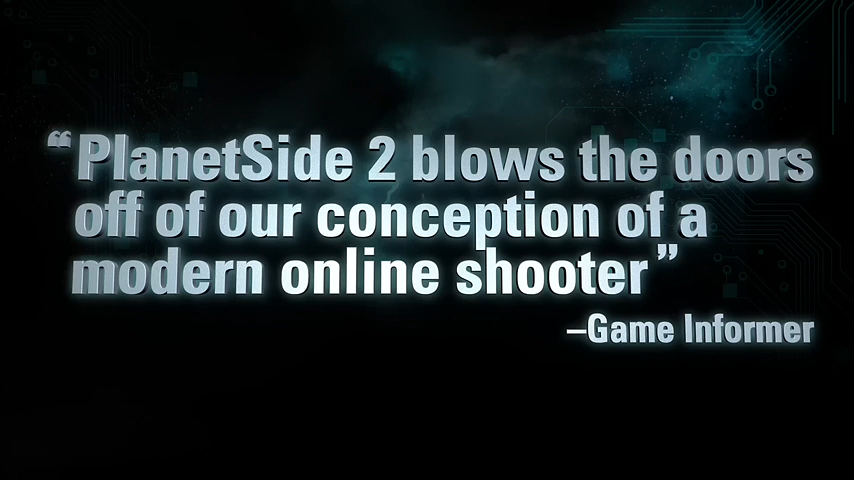 “PlanetSide 2 blows the doors
off of our conception of a
modern online shooter”
–Game Informer